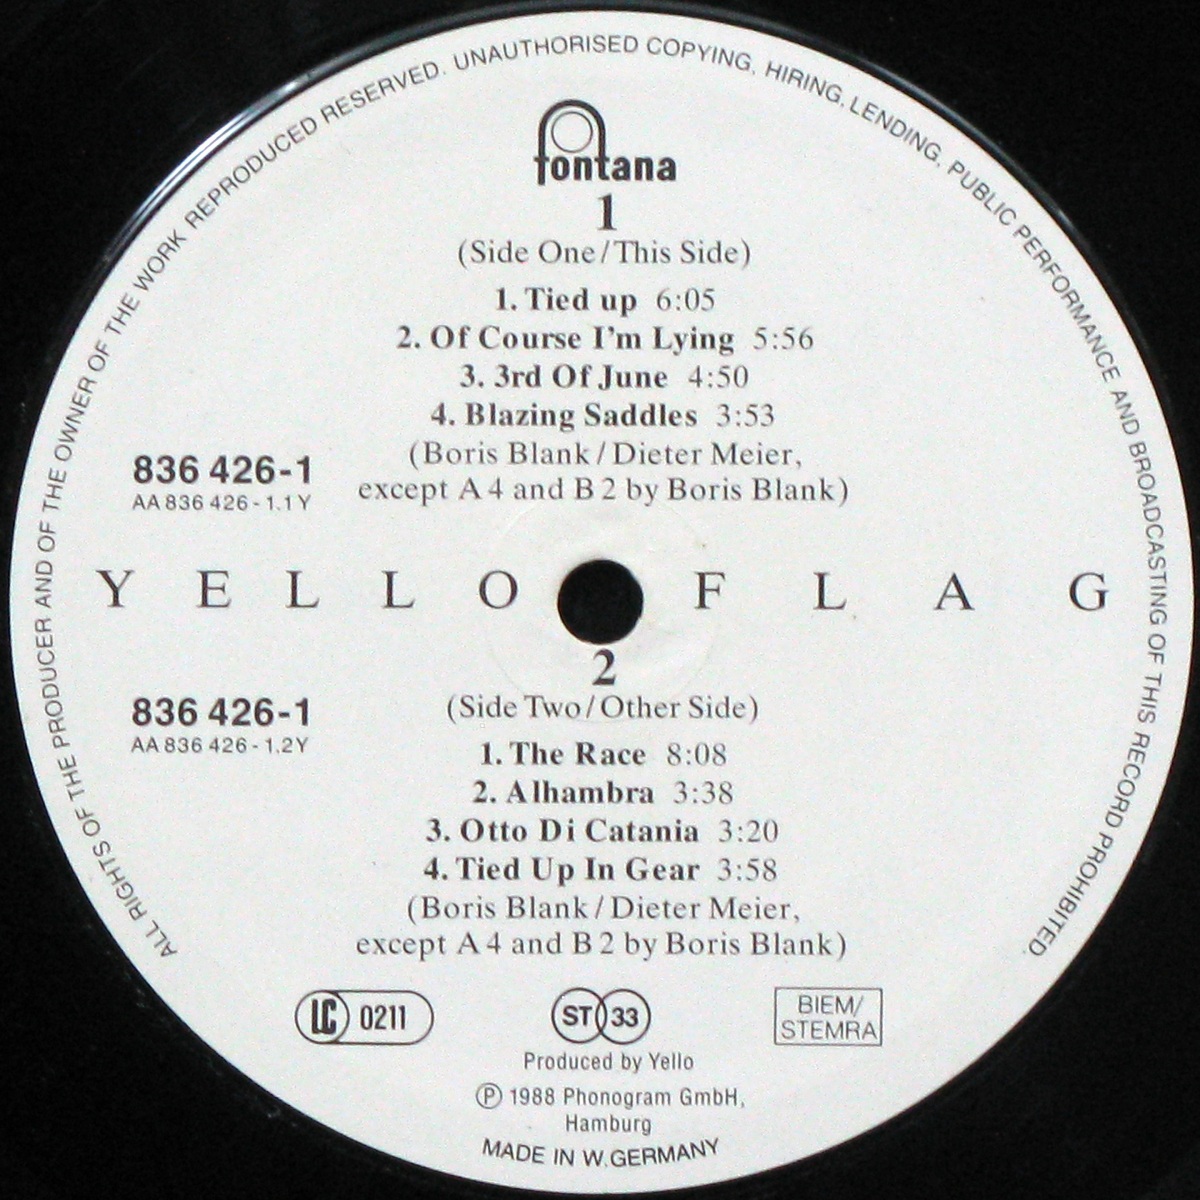 ALL RIGHTS OF THE PRODUCER AND OF THE OWNER OF THE WORK REPRODUCED RESERVED. UNAUTHORISED COPYING, HIRING, LENDING, PUBLIC PERFORMANCE AND BROADCASTING OF THIS RECORD PROHIBITED.
fontana
1
(Side One/This Side)
1. Tied up 6:05
2. Of Course I'm Lying 5:56
3. 3rd Of June 4:50
4. Blazing Saddles 3:53
(Boris Blank/Dieter Meier,
except A 4 and B 2 by Boris Blank)
836 426-1
AA 836 426 - 1.1 Y
YELLO FLAG
2
(Side Two/Other Side)
836 426-1
AA 836 426 - 1.2Y
1. The Race 8:08
2. Alhambra 3:38
3. Otto Di Catania 3:20
4. Tied Up In Gear 3:58
(Boris Blank/Dieter Meier,
except A 4 and B 2 by Boris Blank)
LC 0211
ST 33
BIEM/
STEMRA
Produced by Yello
Ⓟ 1988 Phonogram GmbH,
Hamburg
MADE IN W.GERMANY